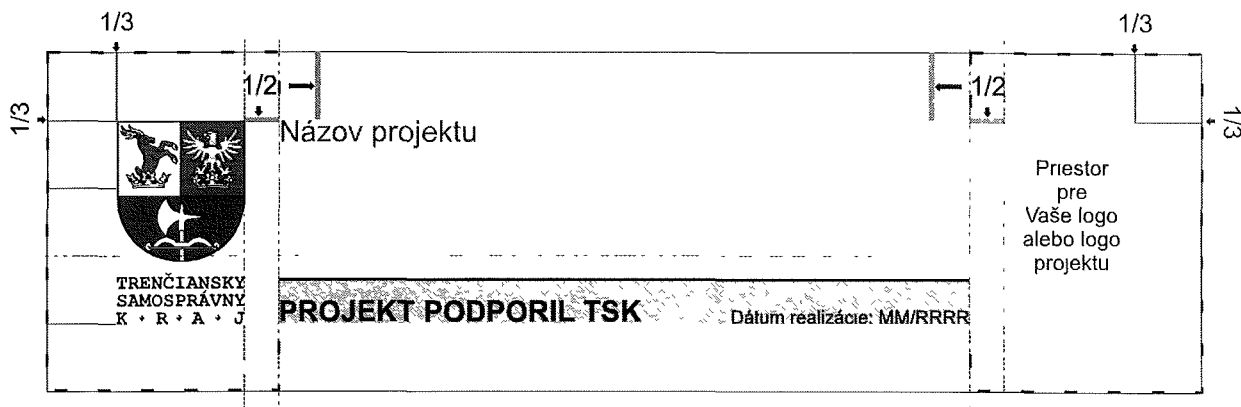 1/3
1/3
1/2
1/2
1/3
1/3
Názov projektu
Priestor
pre
Vaše logo
alebo logo
projektu
TRENČIANSKY
SAMOSPRÁVNY
K • R • A • J
PROJEKT PODPORIL TSK
Dátum realizácie: MM/RRRR